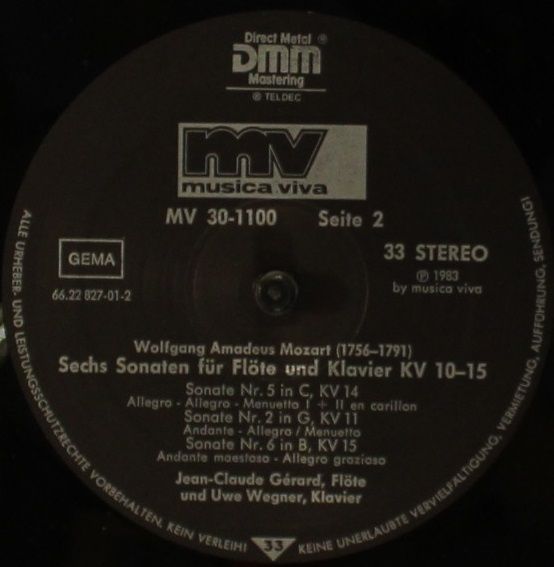 Direct Metal ®
DMM
Mastering
® TELDEC
mv
musica viva
MV 30-1100 Seite 2
33 STEREO
GEMA
℗ 1983
by musica viva
66.22 827-01-2
Wolfgang Amadeus Mozart (1756–1791)
Sechs Sonaten für Flöte und Klavier KV 10–15
Sonate Nr. 5 in C, KV 14
Allegro - Allegro - Menuetto I + II en carillon
Sonate Nr. 2 in G, KV 11
Andante - Allegro / Menuetto
Sonate Nr. 6 in B, KV 15
Andante maestoso - Allegro grazioso
Jean-Claude Gérard, Flöte
und Uwe Wegner, Klavier
ALLE URHEBER- UND LEISTUNGSSCHUTZRECHTE VORBEHALTEN. KEIN VERLEIH! KEINE UNERLAUBTE VERVIELFÄLTIGUNG, VERMIETUNG, AUFFÜHRUNG, SENDUNG!
33